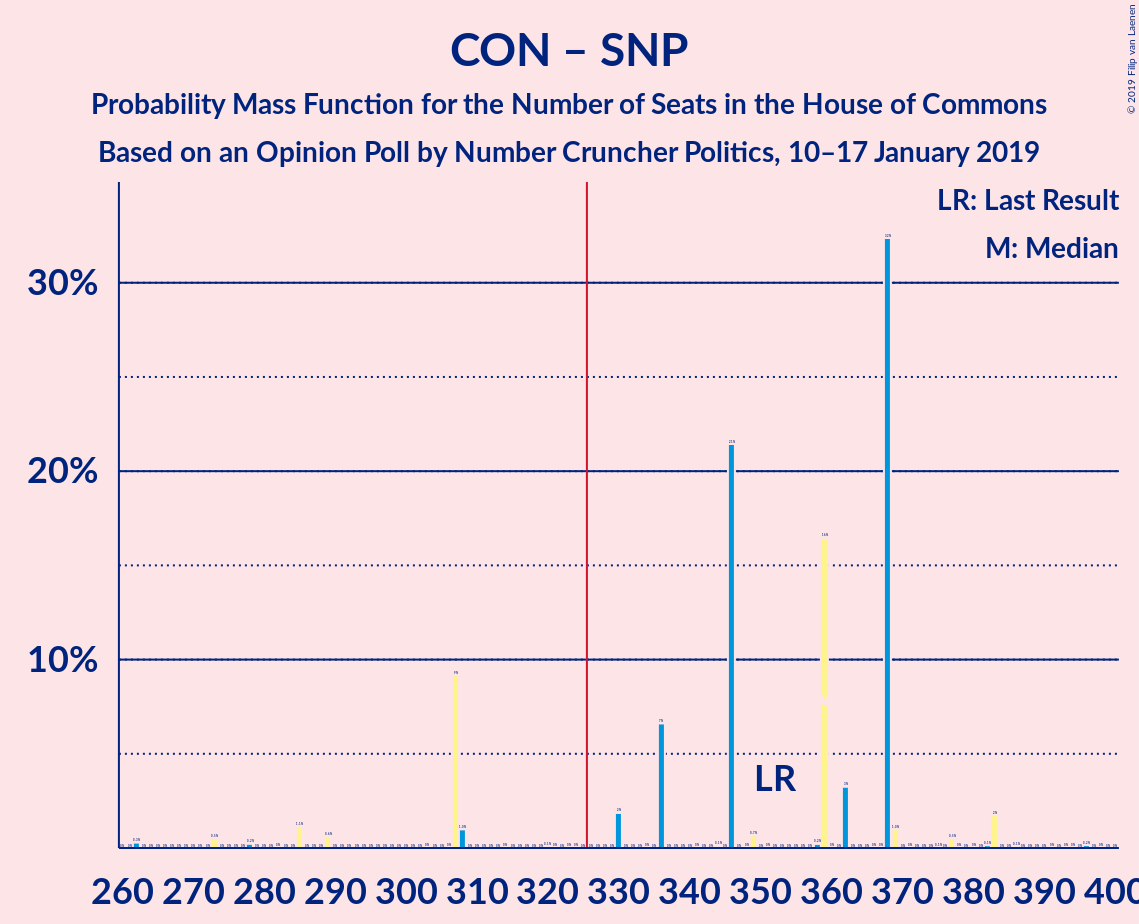 CON – SNP
Probability Mass Function for the Number of Seats in the House of Commons
Based on an Opinion Poll by Number Cruncher Politics, 10–17 January 2019
© 2019 Filip van Laenen
LR: Last Result
M: Median
30%
20%
10%
LR
260 270 280 290 300 310 320 330 340 350 360 370 380 390 400